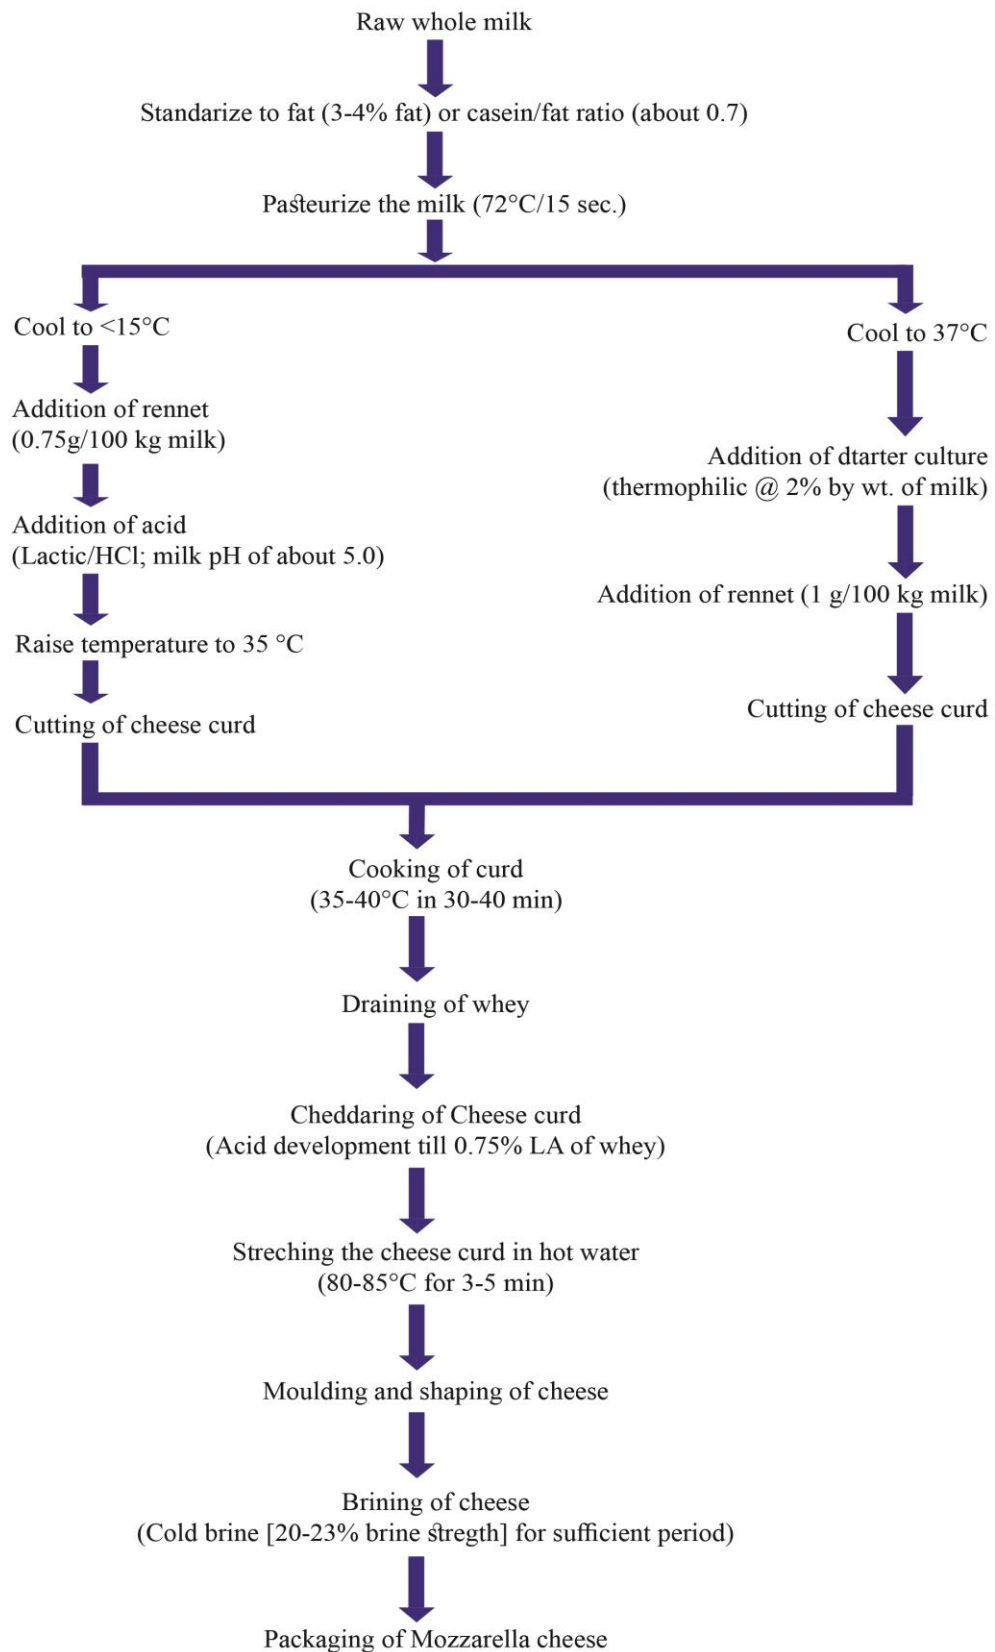 Raw whole milk
Standarize to fat (3-4% fat) or casein/fat ratio (about 0.7)
Pasteurize the milk (72°C/15 sec.)
Cool to <15°C
Addition of rennet
(0.75g/100 kg milk)
Addition of acid
(Lactic/HCl; milk pH of about 5.0)
Raise temperature to 35 °C
Cutting of cheese curd
Cool to 37°C
Addition of dtarter culture
(thermophilic @ 2% by wt. of milk)
Addition of rennet (1 g/100 kg milk)
Cutting of cheese curd
Cooking of curd
(35-40°C in 30-40 min)
Draining of whey
Cheddaring of Cheese curd
(Acid development till 0.75% LA of whey)
Streching the cheese curd in hot water
(80-85°C for 3-5 min)
Moulding and shaping of cheese
Brining of cheese
(Cold brine [20-23% brine stregth] for sufficient period)
Packaging of Mozzarella cheese